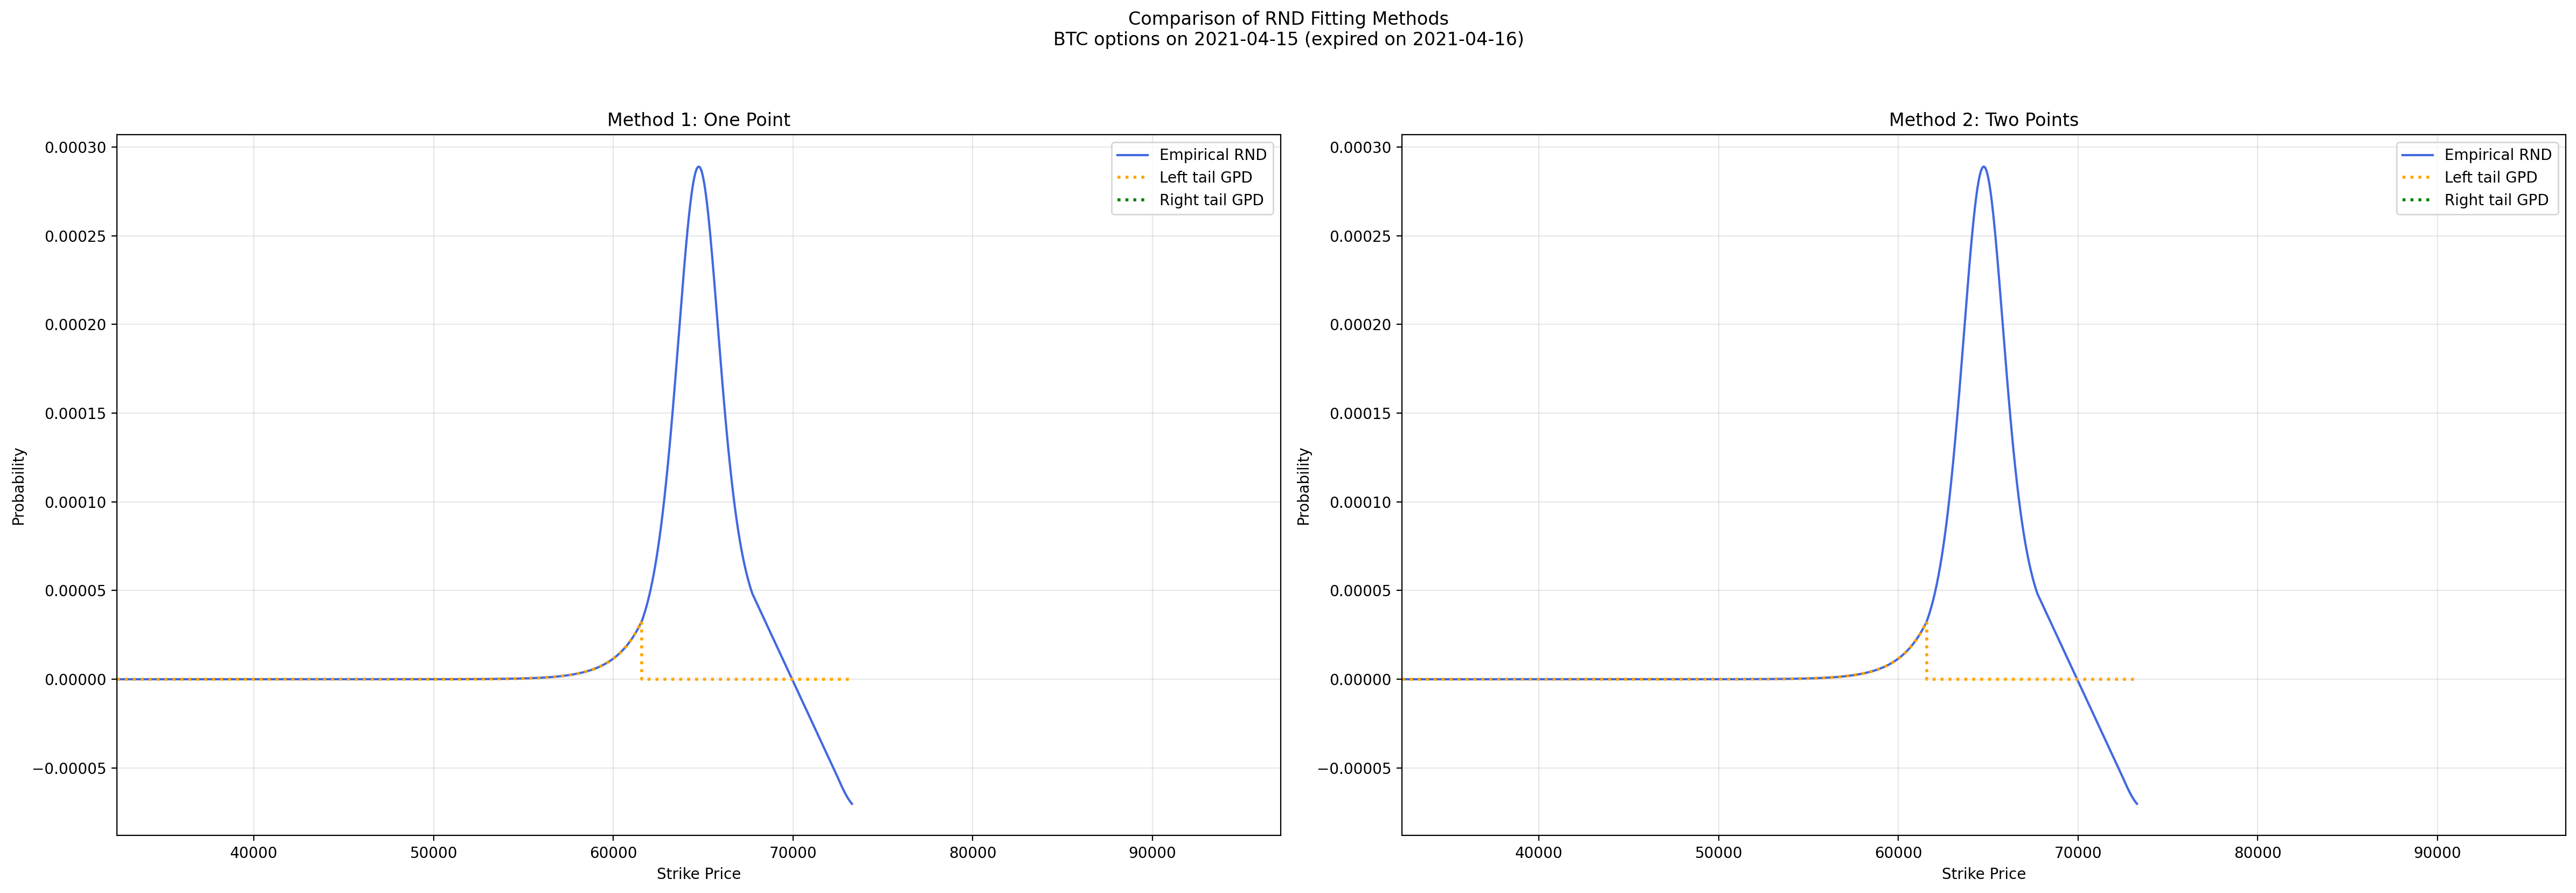 Comparison of RND Fitting Methods
BTC options on 2021-04-15 (expired on 2021-04-16)
Method 1: One Point
0.00030
0.00025
0.00020
0.00015
0.00010
0.00005
0.00000
−0.00005
Probability
Empirical RND
Left tail GPD
Right tail GPD
40000 50000 60000 70000 80000 90000
Strike Price
Method 2: Two Points
0.00030
0.00025
0.00020
0.00015
0.00010
0.00005
0.00000
−0.00005
Probability
Empirical RND
Left tail GPD
Right tail GPD
40000 50000 60000 70000 80000 90000
Strike Price